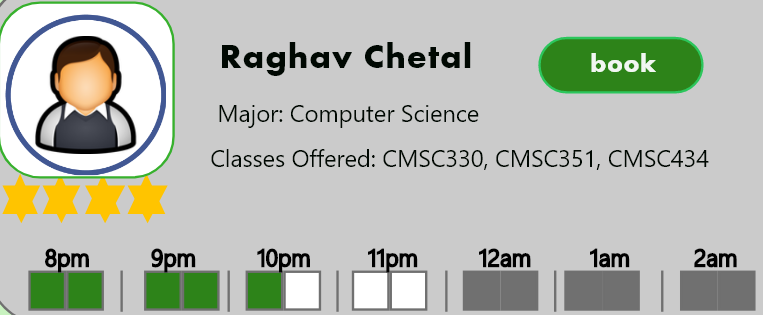 Raghav Chetal
book
Major: Computer Science
Classes Offered: CMSC330, CMSC351, CMSC434
8pm 9pm 10pm 11pm 12am 1am 2am